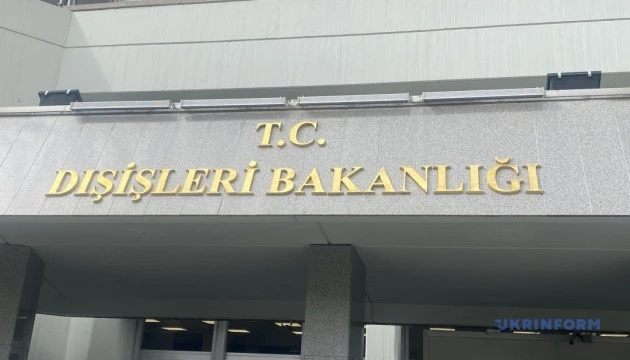 T.C.
DIŞİŞLERİ BAKANLIĞI
UKRINFORM